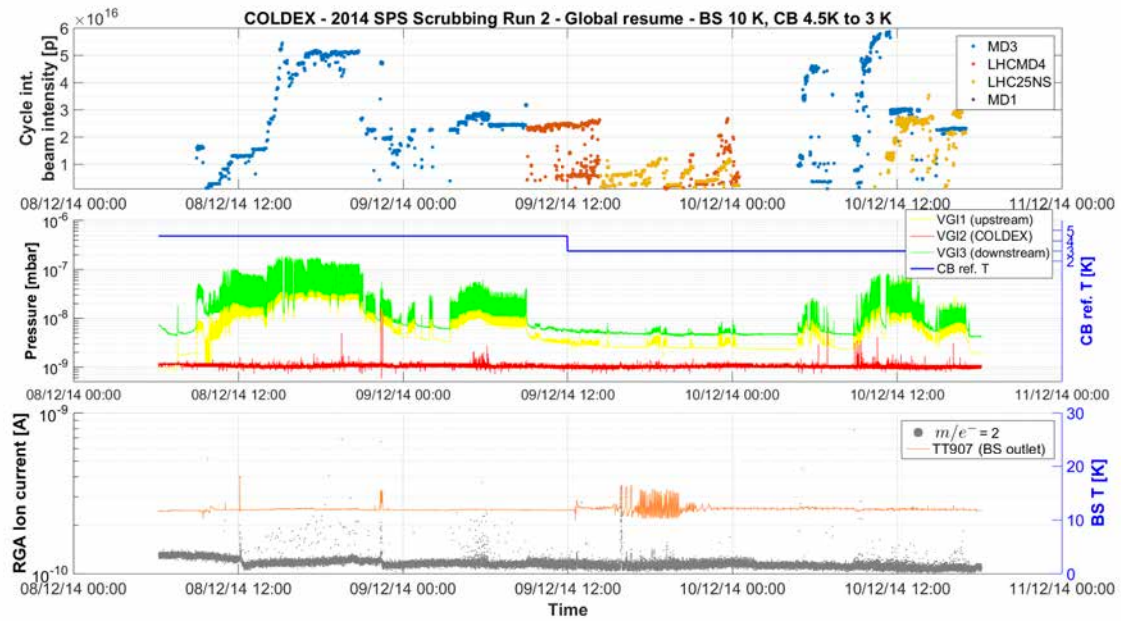 COLDEX - 2014 SPS Scrubbing Run 2 - Global resume - BS 10 K, CB 4.5K to 3 K
×10^16
Cycle int.
beam intensity [p]
6
5
4
3
2
1
MD3
LHCMD4
LHC25NS
MD1
08/12/14 00:00 08/12/14 12:00 09/12/14 00:00 09/12/14 12:00 10/12/14 00:00 10/12/14 12:00 11/12/14 00:00
Pressure [mbar]
10^-6
10^-7
10^-8
10^-9
VGI1 (upstream)
VGI2 (COLDEX)
VGI3 (downstream)
CB ref. T
5
4
3
2
CB ref. T [K]
08/12/14 00:00 08/12/14 12:00 09/12/14 00:00 09/12/14 12:00 10/12/14 00:00 10/12/14 12:00 11/12/14 00:00
RGA Ion current [A]
10^-9
10^-10
m/e^- = 2
TT907 (BS outlet)
30
20
10
0
BS T [K]
08/12/14 00:00 08/12/14 12:00 09/12/14 00:00 09/12/14 12:00 10/12/14 00:00 10/12/14 12:00 11/12/14 00:00
Time